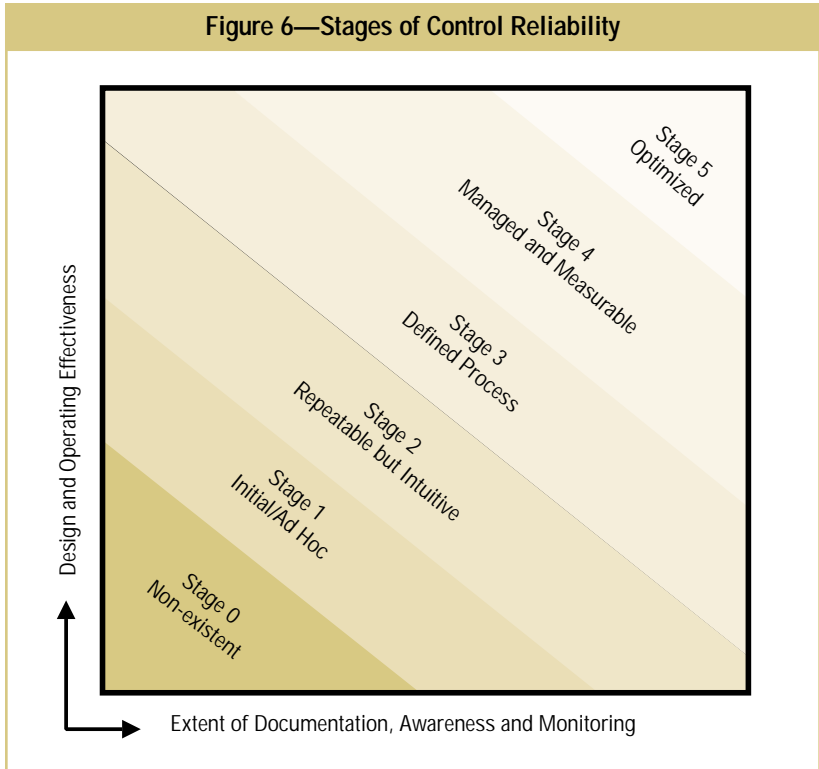 Figure 6—Stages of Control Reliability
Stage 5
Optimized
Stage 4
Managed and Measurable
Stage 3
Defined Process
Stage 2
Repeatable but Intuitive
Stage 1
Initial/Ad Hoc
Stage 0
Non-existent
Design and Operating Effectiveness
Extent of Documentation, Awareness and Monitoring